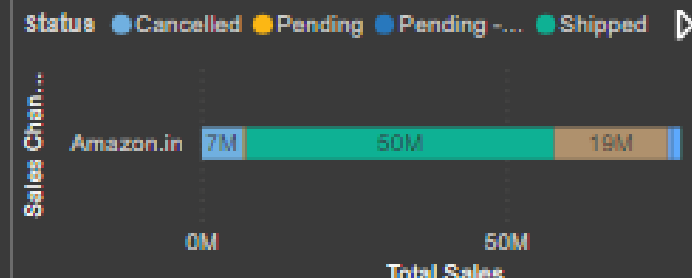 Status Cancelled Pending Pending -... Shipped
Sales Chan...
Amazon.in 7M 50M 19M
0M 50M
Total Sales